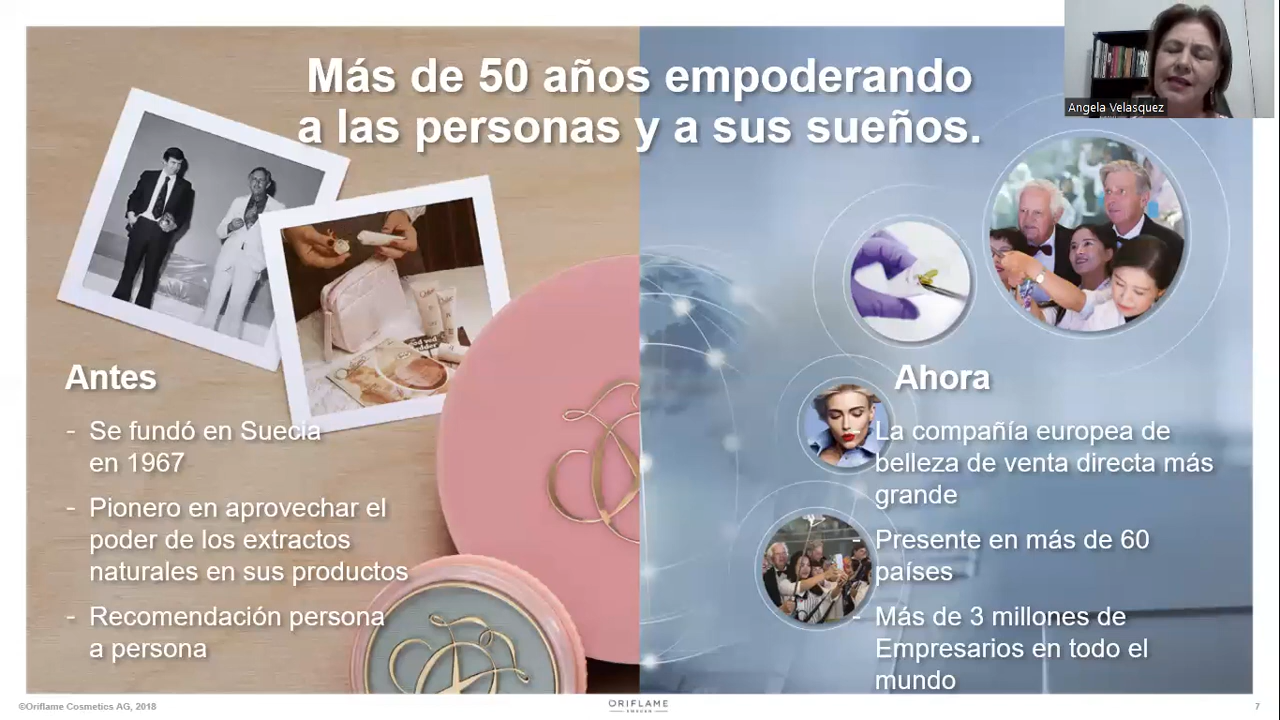 Más de 50 años empoderando
a las personas y a sus sueños.
Angela Velasquez
Antes
- Se fundó en Suecia
en 1967
- Pionero en aprovechar el
poder de los extractos
naturales en sus productos
- Recomendación persona
a persona
Ahora
- La compañía europea de
belleza de venta directa más
grande
- Presente en más de 60
países
- Más de 3 millones de
Empresarios en todo el
mundo
©Oriflame Cosmetics AG, 2018
ORIFLAME
SWEDEN
7